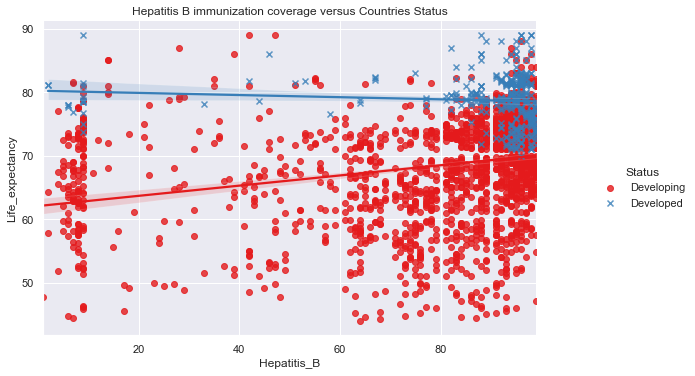 Hepatitis B immunization coverage versus Countries Status
90
80
70
60
50
Life_expectancy
20
40
60
80
Hepatitis_B
Status
Developing
Developed